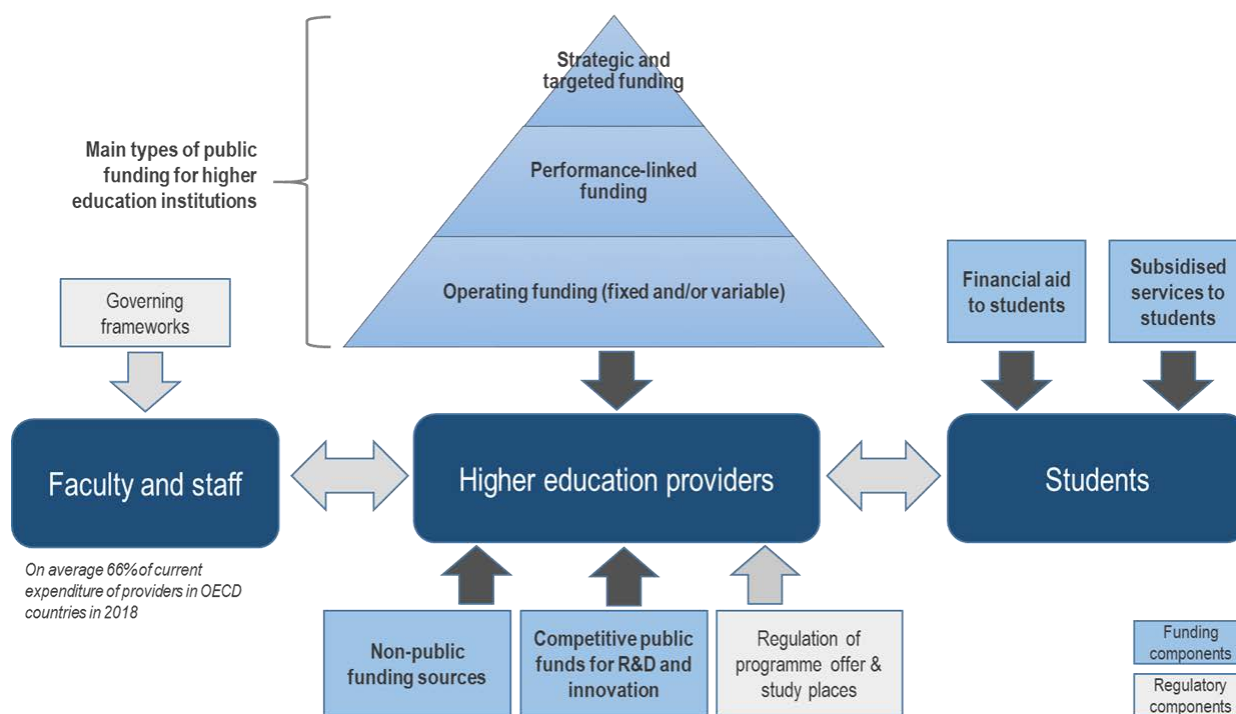 Strategic and
targeted funding
Main types of public
funding for higher
education institutions
Performance-linked
funding
Operating funding (fixed and/or variable)
Governing
frameworks
Financial aid
to students
Subsidised
services to
students
Faculty and staff
Higher education providers
Students
On average 66% of current
expenditure of providers in OECD
countries in 2018
Non-public
funding sources
Competitive public
funds for R&D and
innovation
Regulation of
programme offer &
study places
Funding
components
Regulatory
components